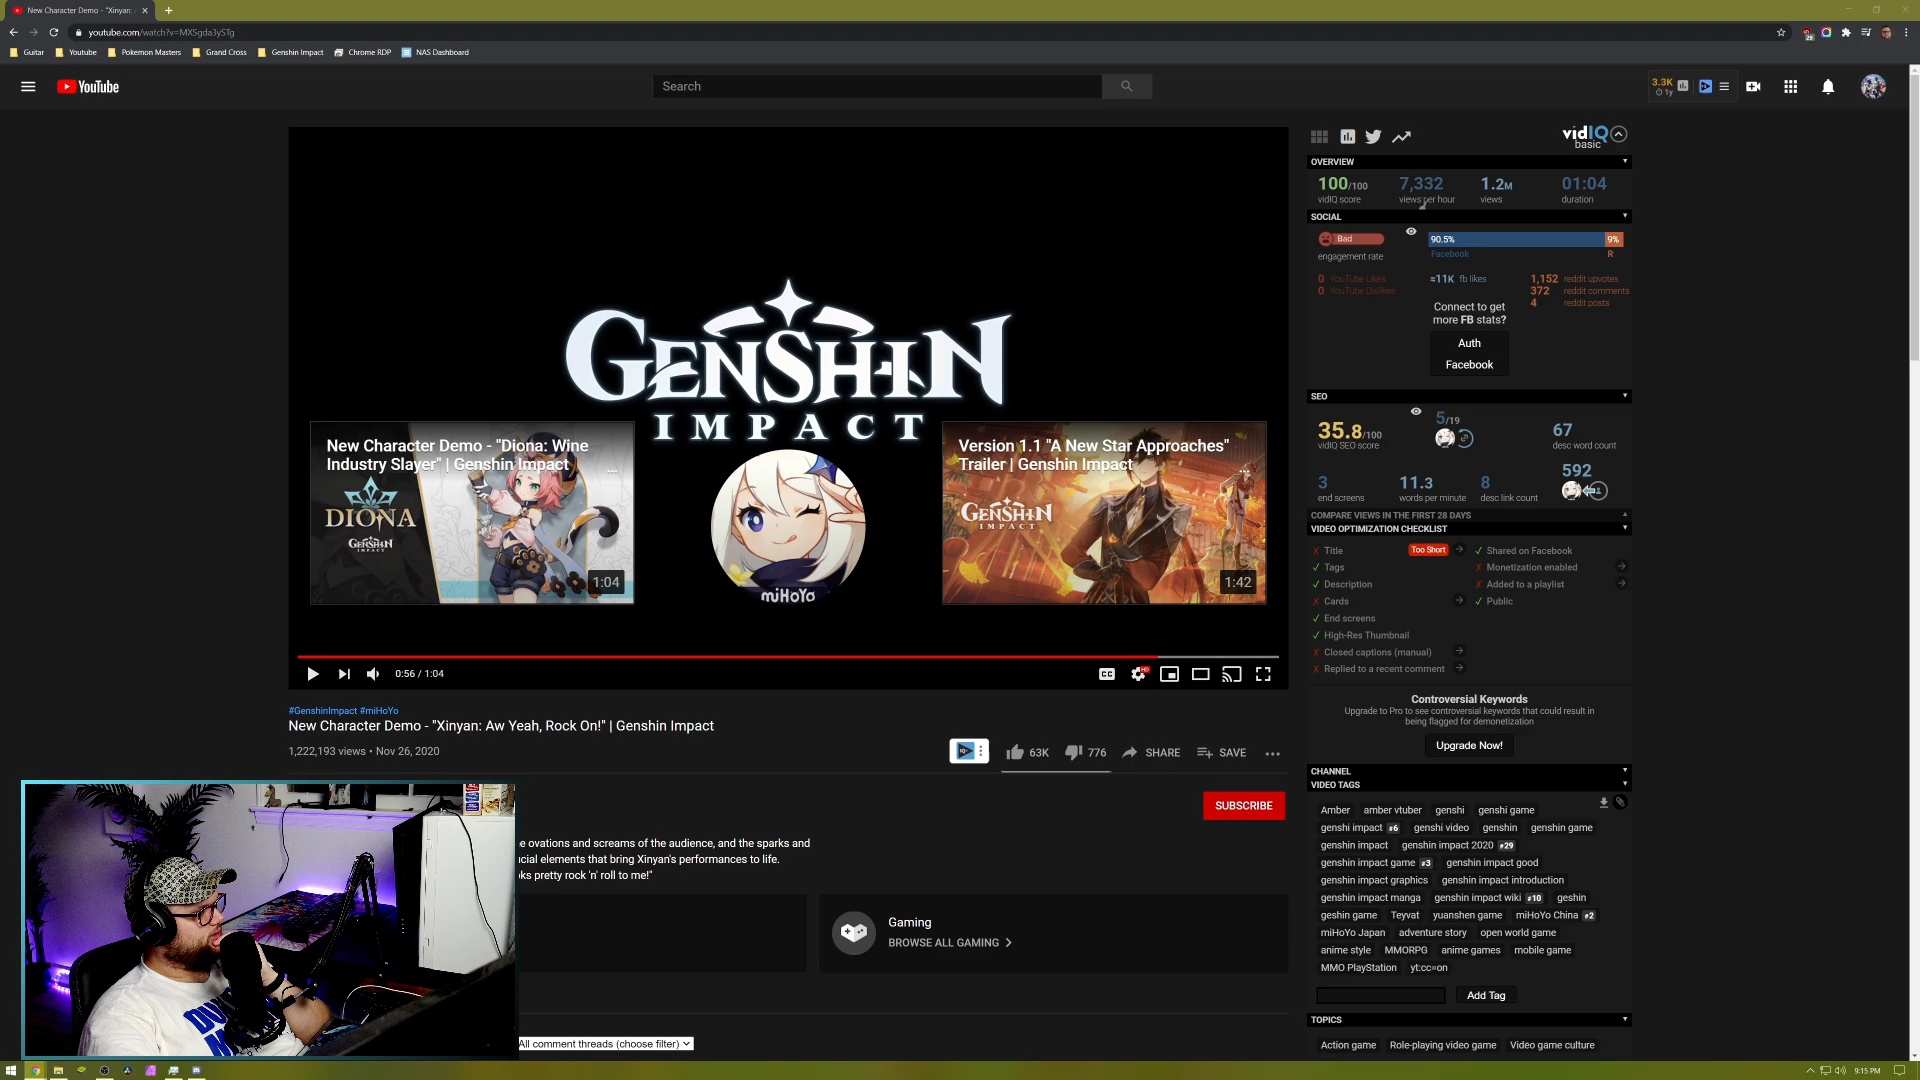 New Character Demo - "Xinyan: A
youtube.com/watch?v=MXSgda3ySTg
Guitar
Youtube
Pokemon Masters
Grand Cross
Genshin Impact
Chrome RDP
NAS Dashboard
YouTube
Search
3.3K
1y
GENSHIN
IMPACT
New Character Demo - "Diona: Wine
Industry Slayer" | Genshin Impact
DIONA
GENSHIN
IMPACT
1:04
miHoYo
Version 1.1 "A New Star Approaches"
Trailer | Genshin Impact
GENSHIN
IMPACT
1:42
0:56 / 1:04
CC
HD
#GenshinImpact #miHoYo
New Character Demo - "Xinyan: Aw Yeah, Rock On!" | Genshin Impact
1,222,193 views • Nov 26, 2020
63K
776
SHARE
SAVE
SUBSCRIBE
e ovations and screams of the audience, and the sparks and
cial elements that bring Xinyan's performances to life.
oks pretty rock 'n' roll to me!"
Gaming
BROWSE ALL GAMING
All comment threads (choose filter)
vidIQ
basic
OVERVIEW
100/100
vidIQ score
7,332
views per hour
1.2M
views
01:04
duration
SOCIAL
Bad
engagement rate
90.5%
9%
Facebook
R
0 YouTube Likes
0 YouTube Dislikes
≈11K fb likes
1,152 reddit upvotes
372 reddit comments
4 reddit posts
Connect to get
more FB stats?
Auth
Facebook
SEO
35.8/100
vidIQ SEO score
5/19
67
desc word count
3
end screens
11.3
words per minute
8
desc link count
592
COMPARE VIEWS IN THE FIRST 28 DAYS
VIDEO OPTIMIZATION CHECKLIST
Title
Too Short
Tags
Description
Cards
End screens
High-Res Thumbnail
Closed captions (manual)
Replied to a recent comment
Shared on Facebook
Monetization enabled
Added to a playlist
Public
Controversial Keywords
Upgrade to Pro to see controversial keywords that could result in
being flagged for demonetization
Upgrade Now!
CHANNEL
VIDEO TAGS
Amber amber vtuber genshi genshi game
genshi impact #6 genshi video genshin genshin game
genshin impact genshin impact 2020 #29
genshin impact game #3 genshin impact good
genshin impact graphics genshin impact introduction
genshin impact manga genshin impact wiki #10 geshin
geshin game Teyvat yuanshen game miHoYo China #2
miHoYo Japan adventure story open world game
anime style MMORPG anime games mobile game
MMO PlayStation yt:cc=on
Add Tag
TOPICS
Action game Role-playing video game Video game culture
9:15 PM